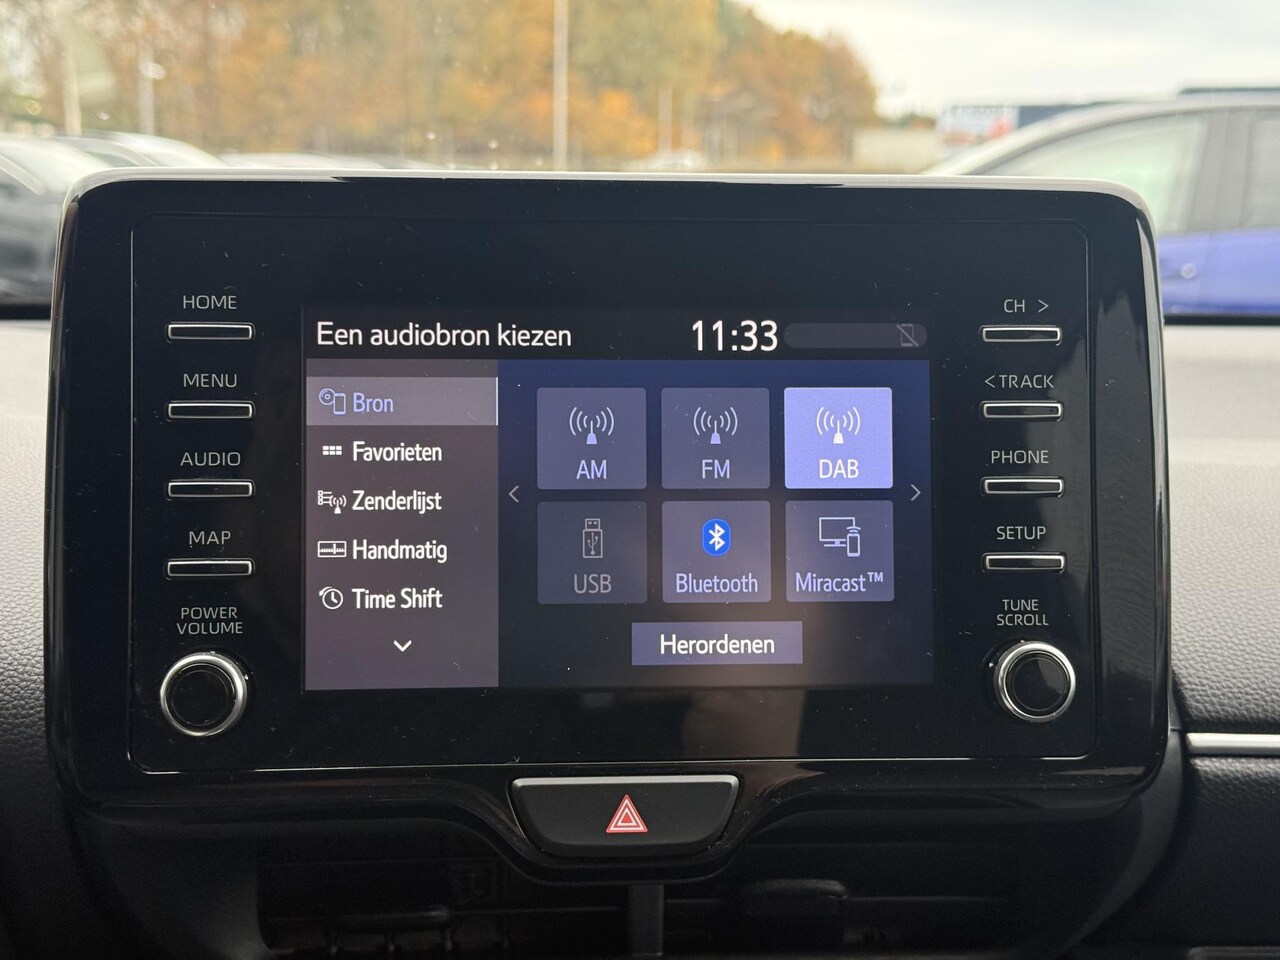 HOME
MENU
AUDIO
MAP
POWER
VOLUME
Een audiobron kiezen
11:33
Bron
Favorieten
Zenderlijst
Handmatig
Time Shift
AM
FM
DAB
USB
Bluetooth
Miracast™
Herordenen
CH >
< TRACK
PHONE
SETUP
TUNE
SCROLL